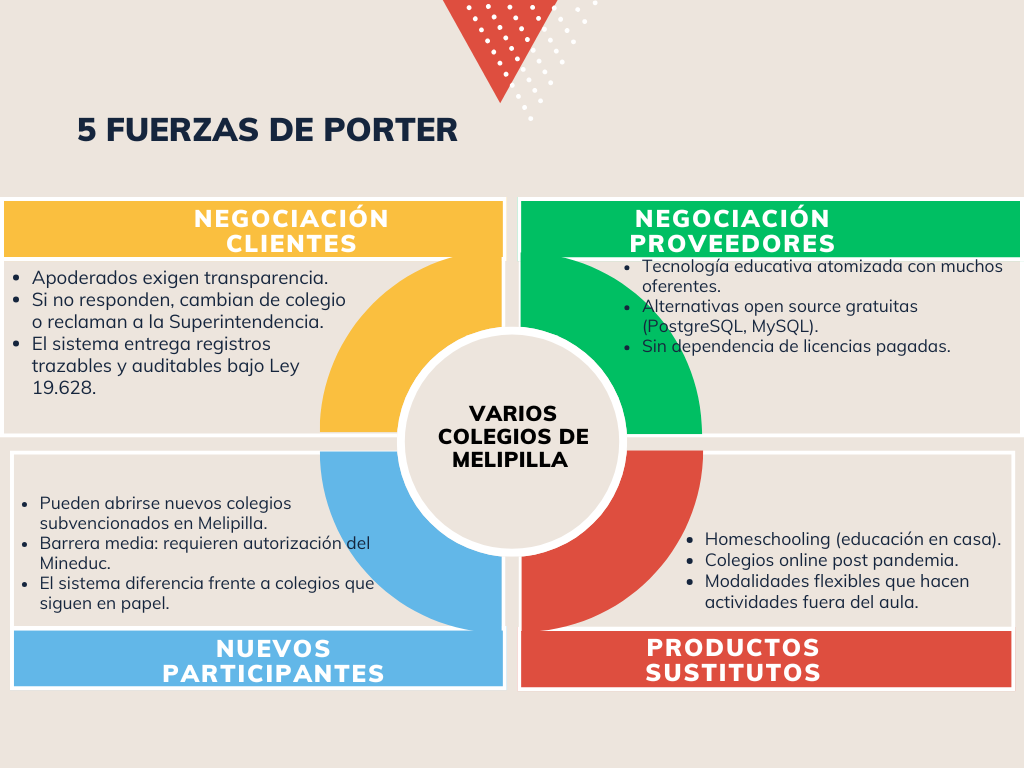 5 FUERZAS DE PORTER
NEGOCIACIÓN
CLIENTES
• Apoderados exigen transparencia.
• Si no responden, cambian de colegio
o reclaman a la Superintendencia.
• El sistema entrega registros
trazables y auditables bajo Ley
19.628.
NEGOCIACIÓN
PROVEEDORES
• Tecnología educativa atomizada con muchos
oferentes.
• Alternativas open source gratuitas
(PostgreSQL, MySQL).
• Sin dependencia de licencias pagadas.
VARIOS
COLEGIOS DE
MELIPILLA
• Pueden abrirse nuevos colegios
subvencionados en Melipilla.
• Barrera media: requieren autorización del
Mineduc.
• El sistema diferencia frente a colegios que
siguen en papel.
NUEVOS
PARTICIPANTES
• Homeschooling (educación en casa).
• Colegios online post pandemia.
• Modalidades flexibles que hacen
actividades fuera del aula.
PRODUCTOS
SUSTITUTOS